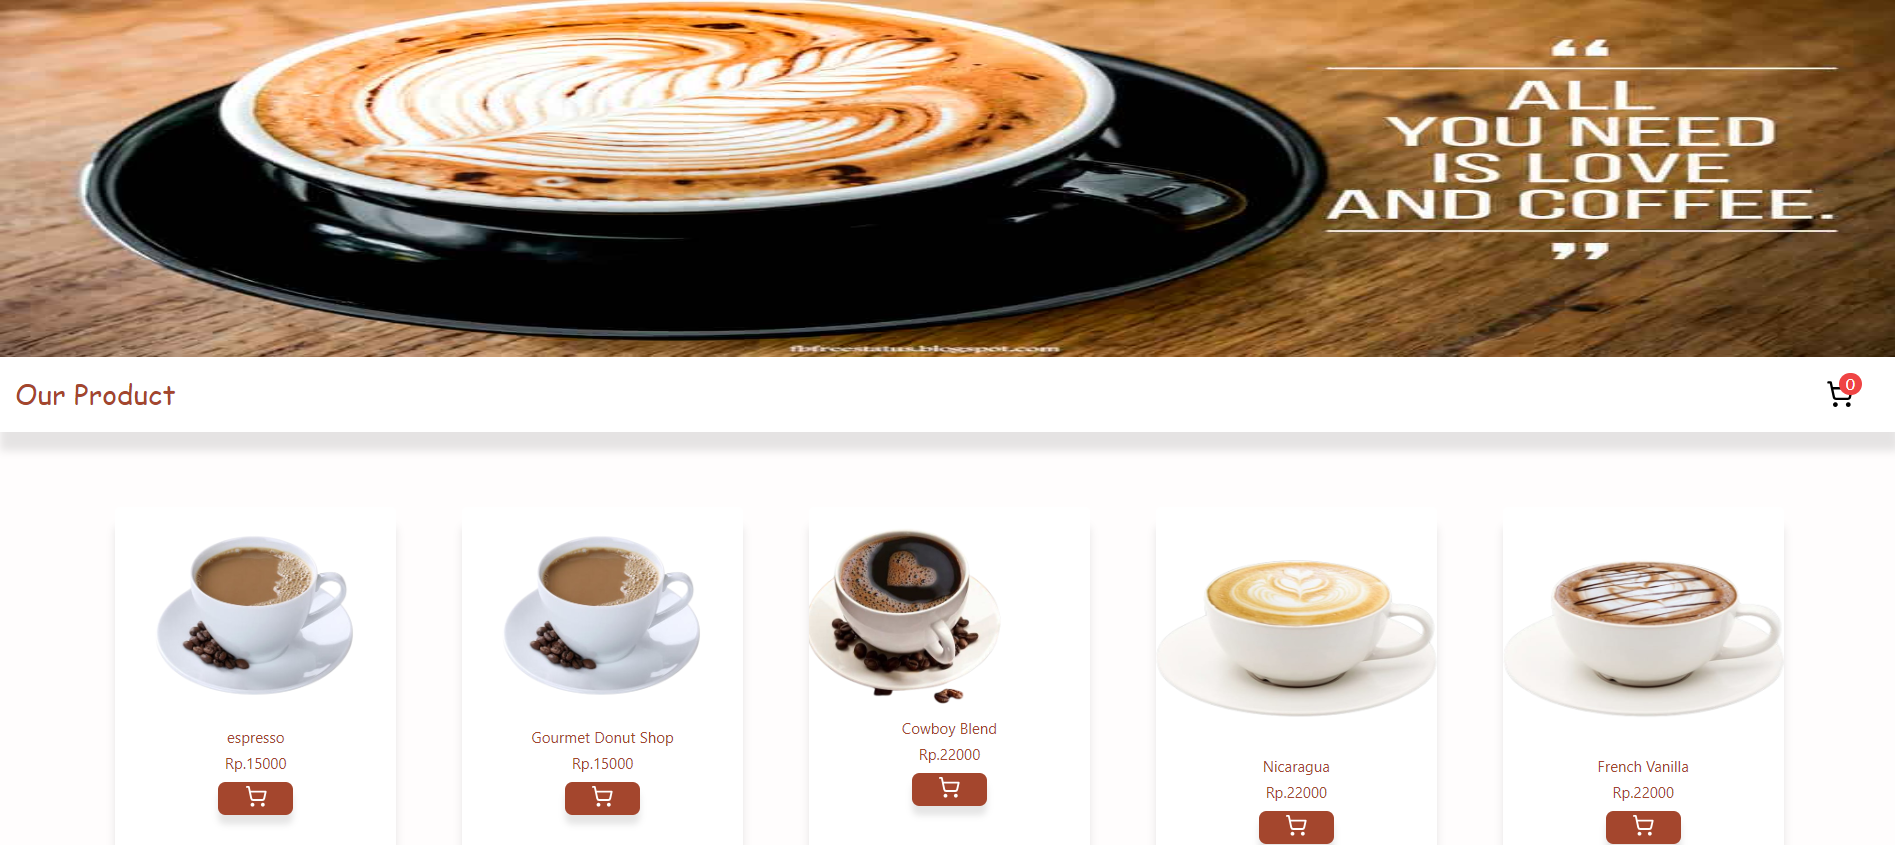 “
ALL
YOU NEED
IS LOVE
AND COFFEE.
”
fbfreestatus.blogspot.com
Our Product
0
espresso
Rp.15000
Gourmet Donut Shop
Rp.15000
Cowboy Blend
Rp.22000
Nicaragua
Rp.22000
French Vanilla
Rp.22000